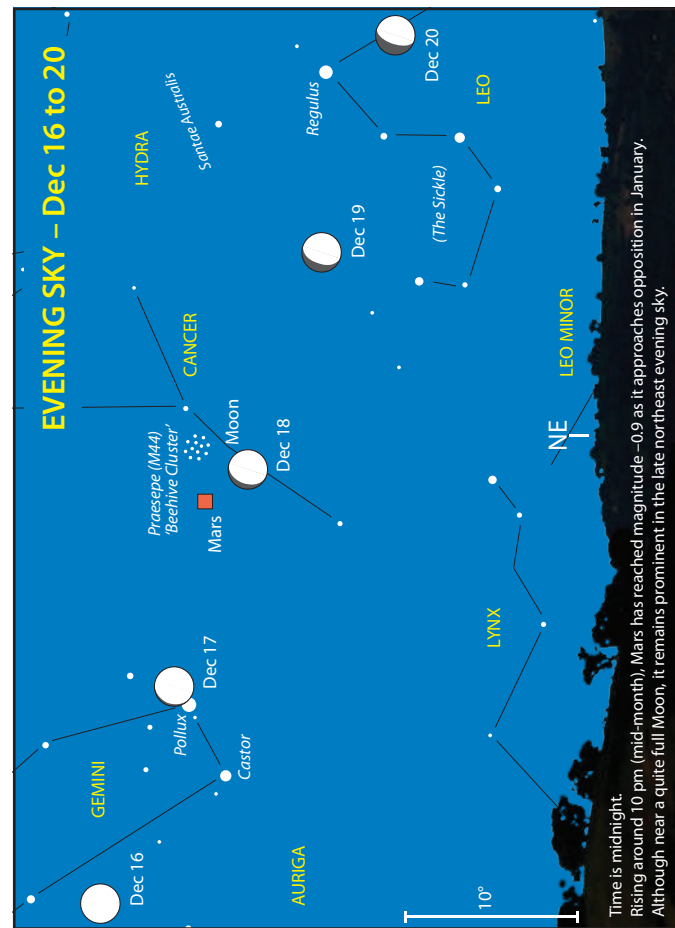 EVENING SKY – Dec 16 to 20
HYDRA
Santae Australis
Regulus
Dec 20
LEO
(The Sickle)
Dec 19
CANCER
Praesepe (M44)
'Beehive Cluster'
Moon
Dec 18
Mars
LEO MINOR
NE
LYNX
Dec 17
Pollux
Castor
GEMINI
Dec 16
AURIGA
10°
Time is midnight.
Rising around 10 pm (mid-month), Mars has reached magnitude –0.9 as it approaches opposition in January.
Although near a quite full Moon, it remains prominent in the late northeast evening sky.